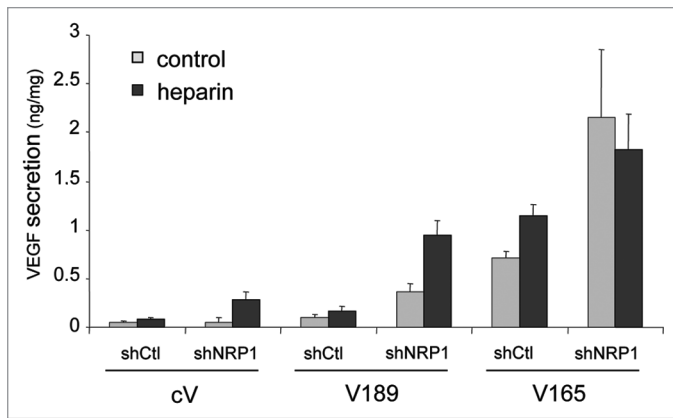 3
2.5
2
1.5
1
0.5
0
VEGF secretion (ng/mg)
control
heparin
shCtl shNRP1 shCtl shNRP1 shCtl shNRP1
cV V189 V165